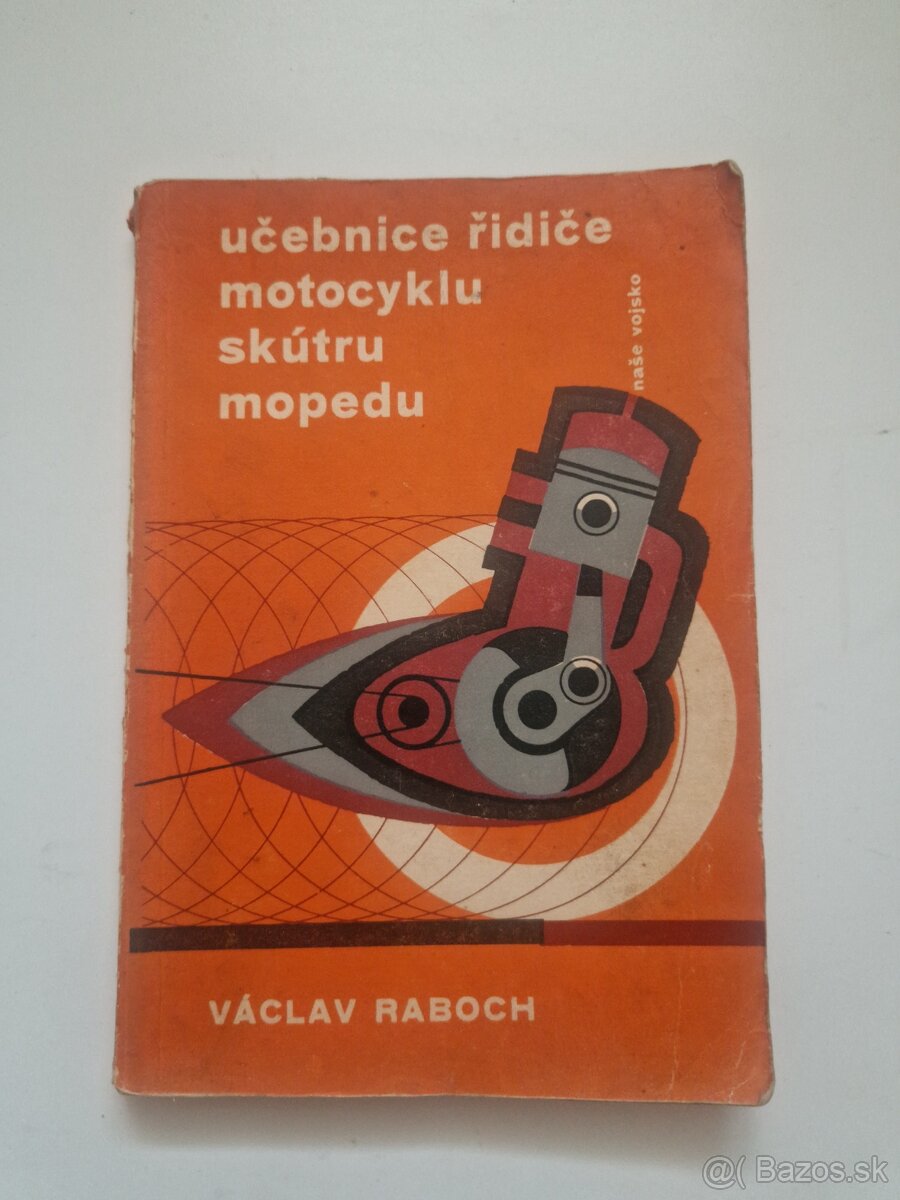 učebnice řidiče
motocyklu
skútru
mopedu
naše vojsko
VÁCLAV RABOCH
@( Bazos.sk